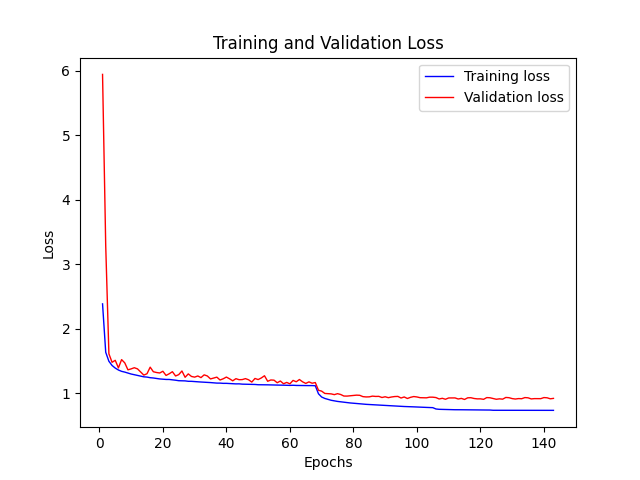 Training and Validation Loss
Training loss
Validation loss
Loss
6
5
4
3
2
1
0 20 40 60 80 100 120 140
Epochs